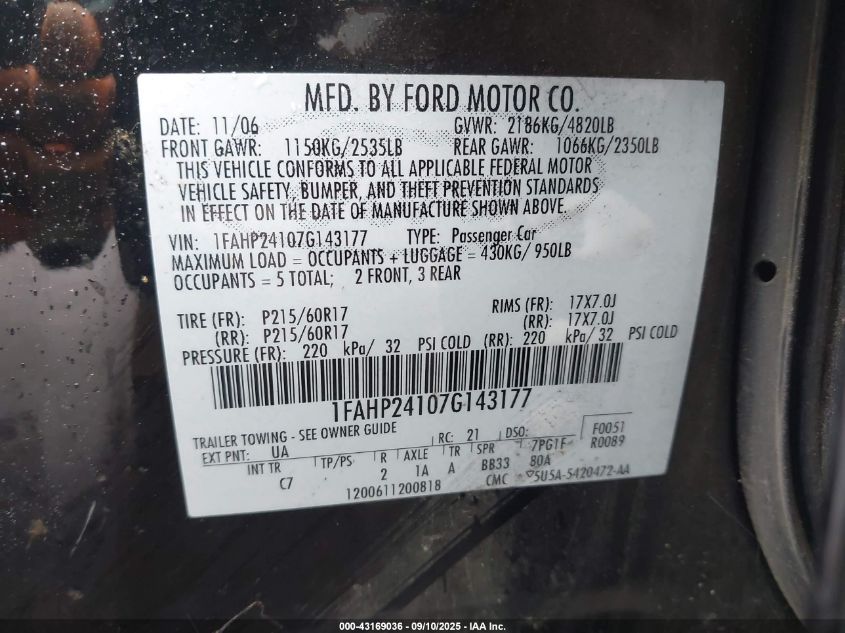 MFD. BY FORD MOTOR CO.
DATE: 11/06 GVWR: 2186KG/4820LB
FRONT GAWR: 1150KG/2535LB REAR GAWR: 1066KG/2350LB
THIS VEHICLE CONFORMS TO ALL APPLICABLE FEDERAL MOTOR
VEHICLE SAFETY, BUMPER, AND THEFT PREVENTION STANDARDS
IN EFFECT ON THE DATE OF MANUFACTURE SHOWN ABOVE.
VIN: 1FAHP24107G143177 TYPE: Passenger Car
MAXIMUM LOAD = OCCUPANTS + LUGGAGE = 430KG/ 950LB
OCCUPANTS = 5 TOTAL; 2 FRONT, 3 REAR
TIRE (FR): P215/60R17 RIMS (FR): 17X7.0J
(RR): P215/60R17 (RR): 17X7.0J
PRESSURE (FR): 220 kPa/ 32 PSI COLD (RR): 220 kPa/ 32 PSI COLD
1FAHP24107G143177
TRAILER TOWING - SEE OWNER GUIDE
EXT PNT: UA RC: 21 DSO: F0051
INT TR TP/PS R AXLE TR SPR 7PG1F R0089
C7 2 1A A BB33 80A
1200611200818 CMC 5U5A-5420472-AA
000-43169036 - 09/10/2025 - IAA Inc.